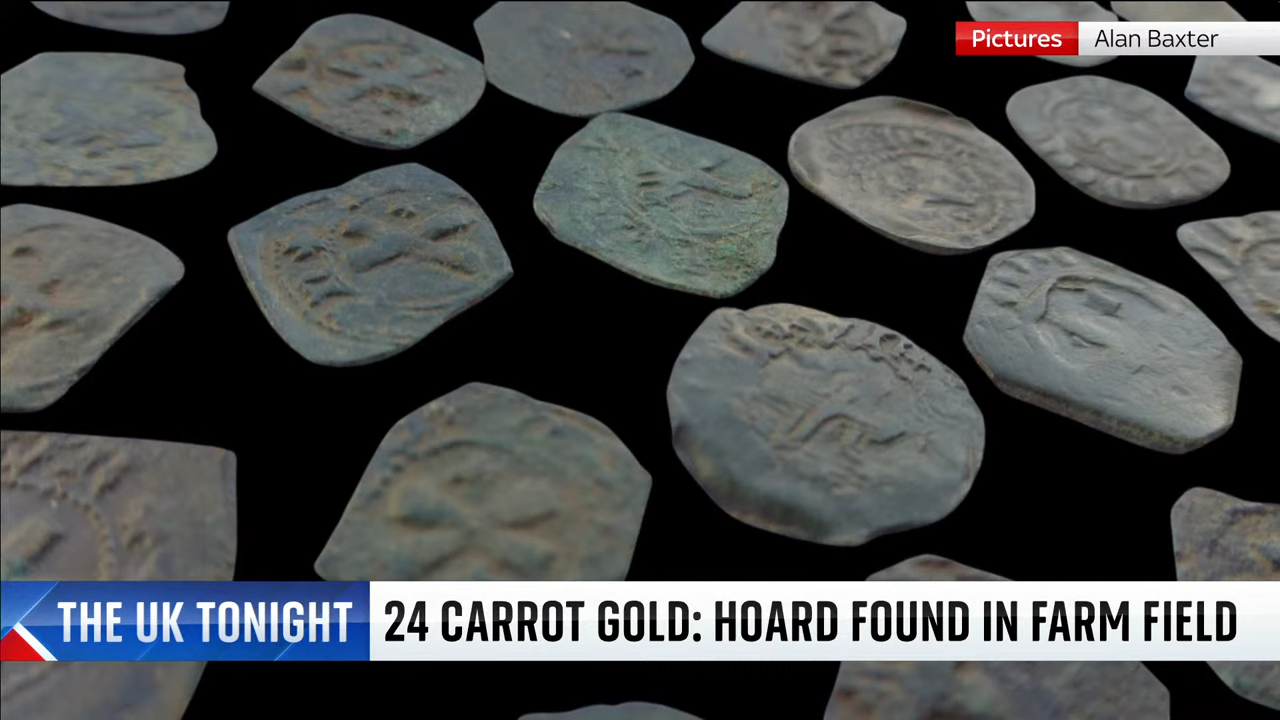 Pictures Alan Baxter
THE UK TONIGHT 24 CARROT GOLD: HOARD FOUND IN FARM FIELD